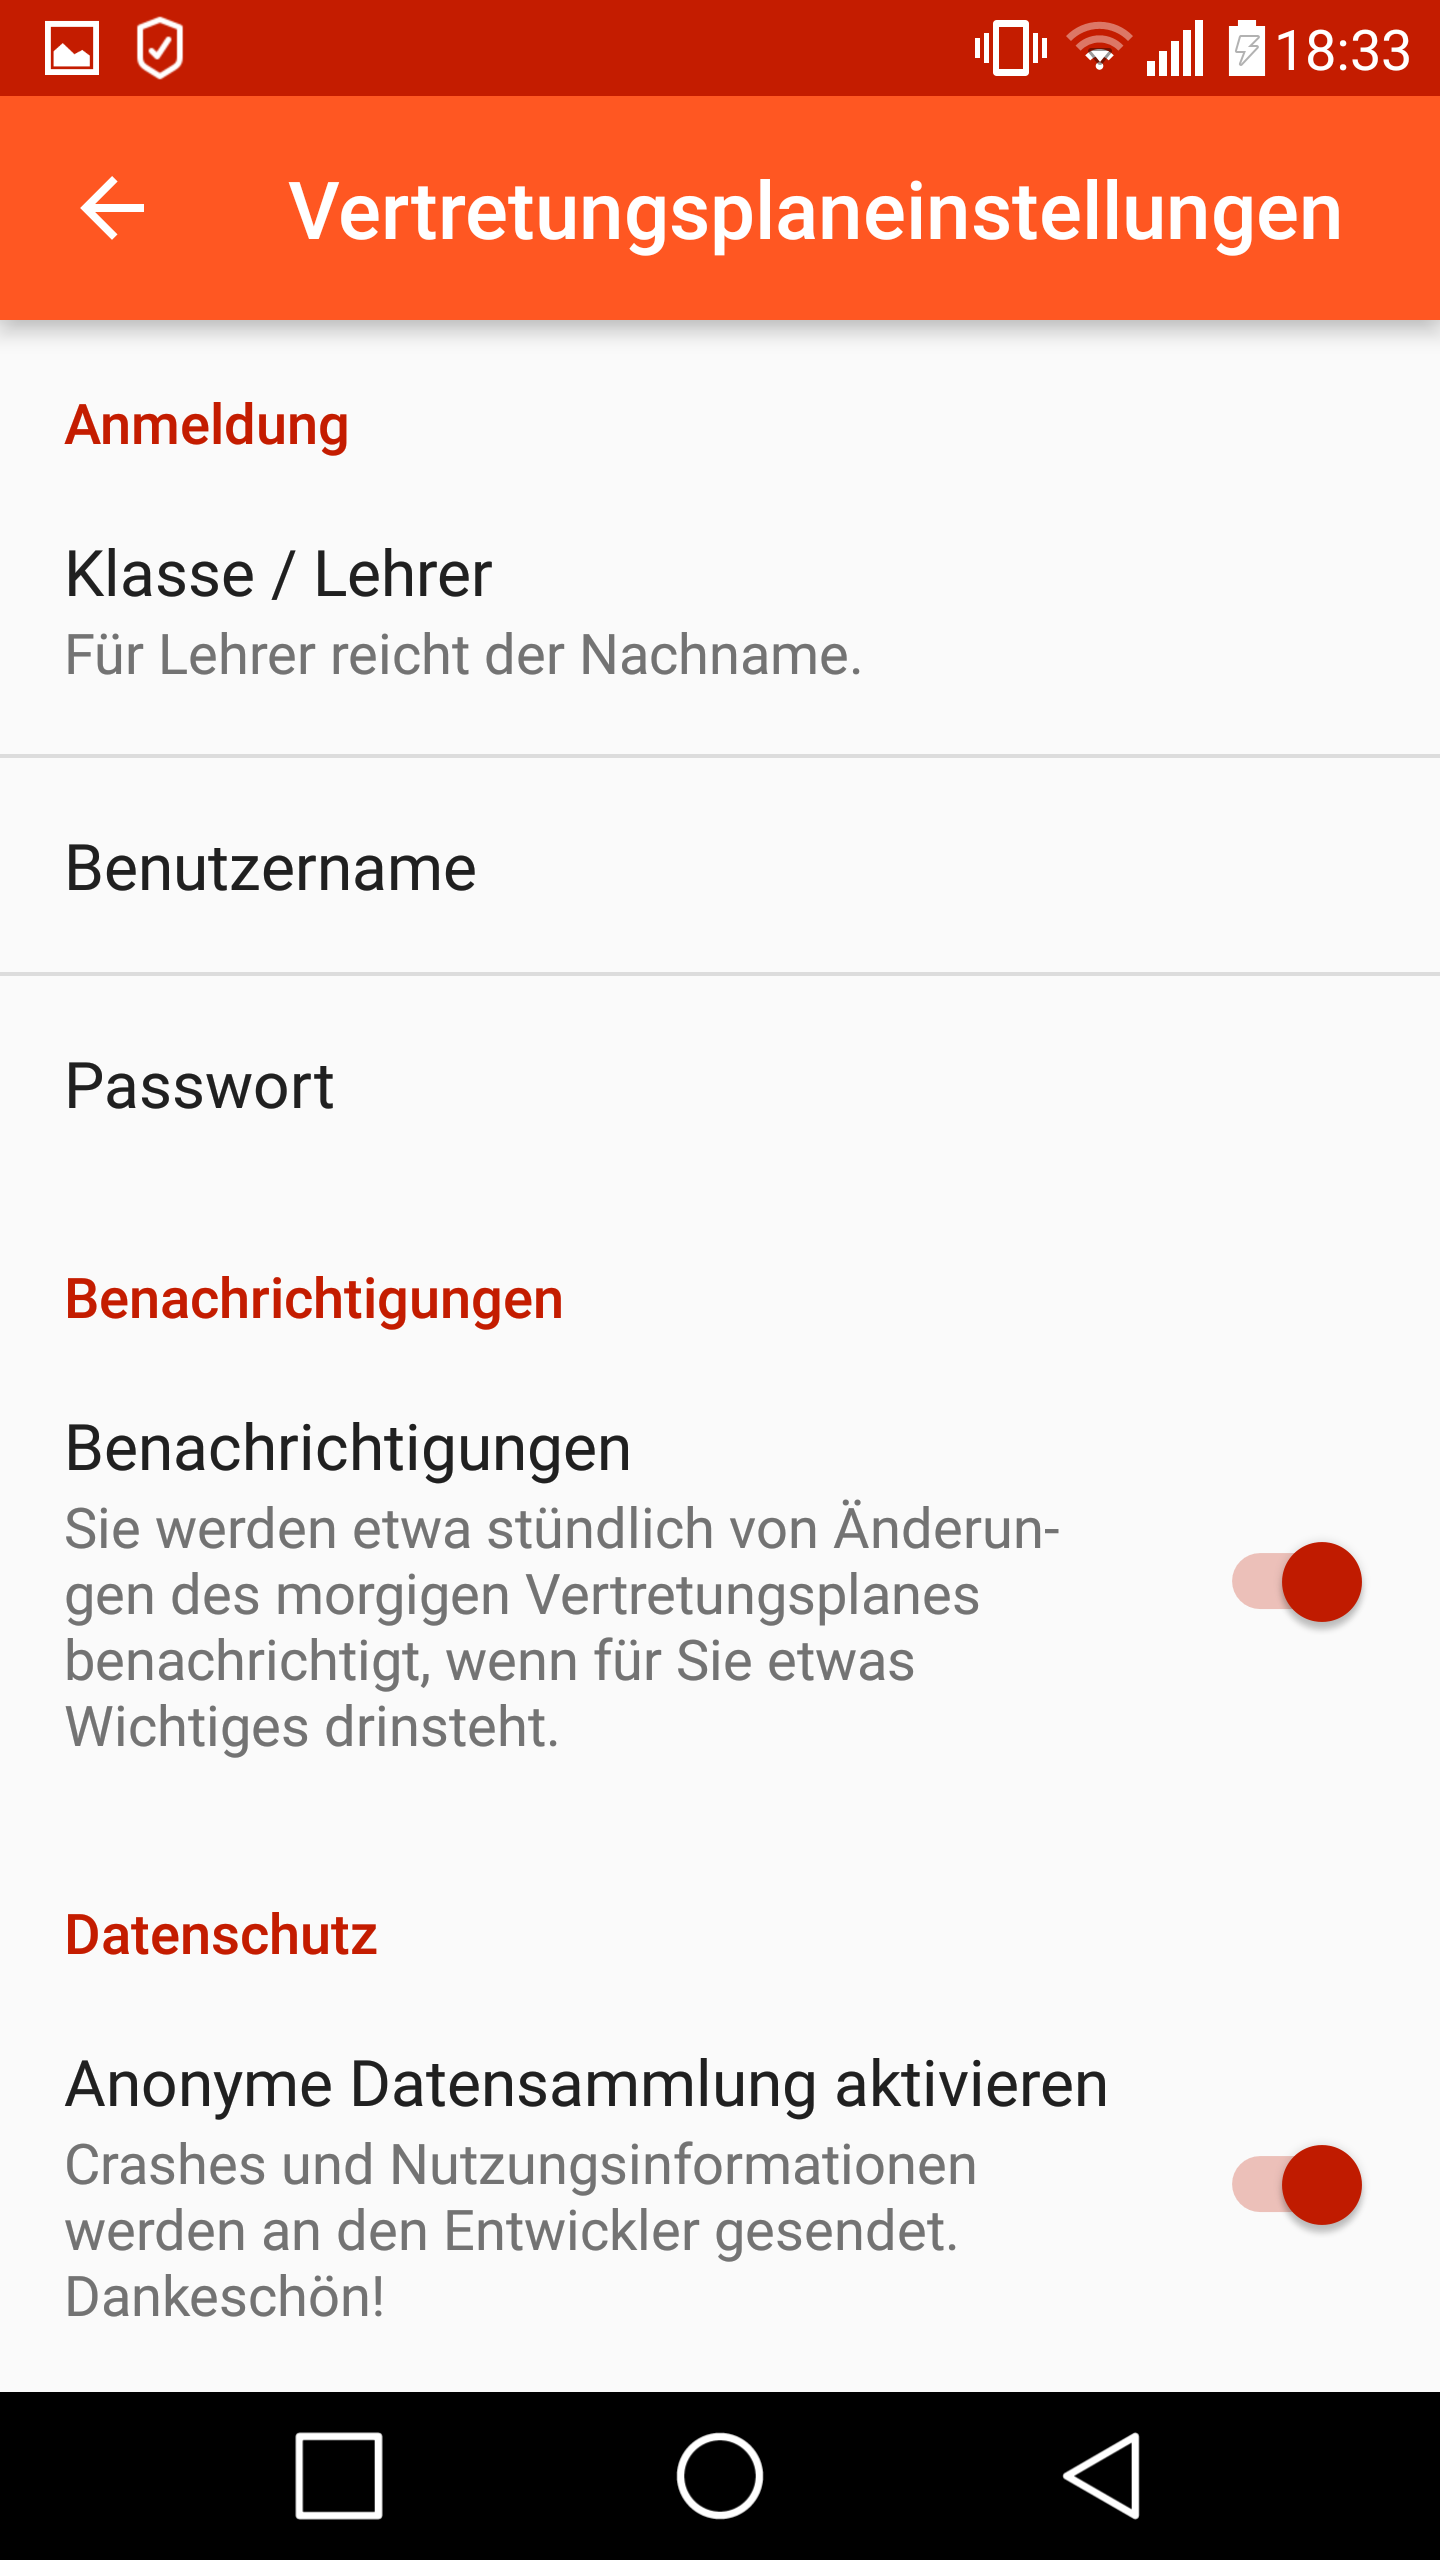 18:33
Vertretungsplaneinstellungen
Anmeldung
Klasse / Lehrer
Für Lehrer reicht der Nachname.
Benutzername
Passwort
Benachrichtigungen
Benachrichtigungen
Sie werden etwa stündlich von Änderun-
gen des morgigen Vertretungsplanes
benachrichtigt, wenn für Sie etwas
Wichtiges drinsteht.
Datenschutz
Anonyme Datensammlung aktivieren
Crashes und Nutzungsinformationen
werden an den Entwickler gesendet.
Dankeschön!